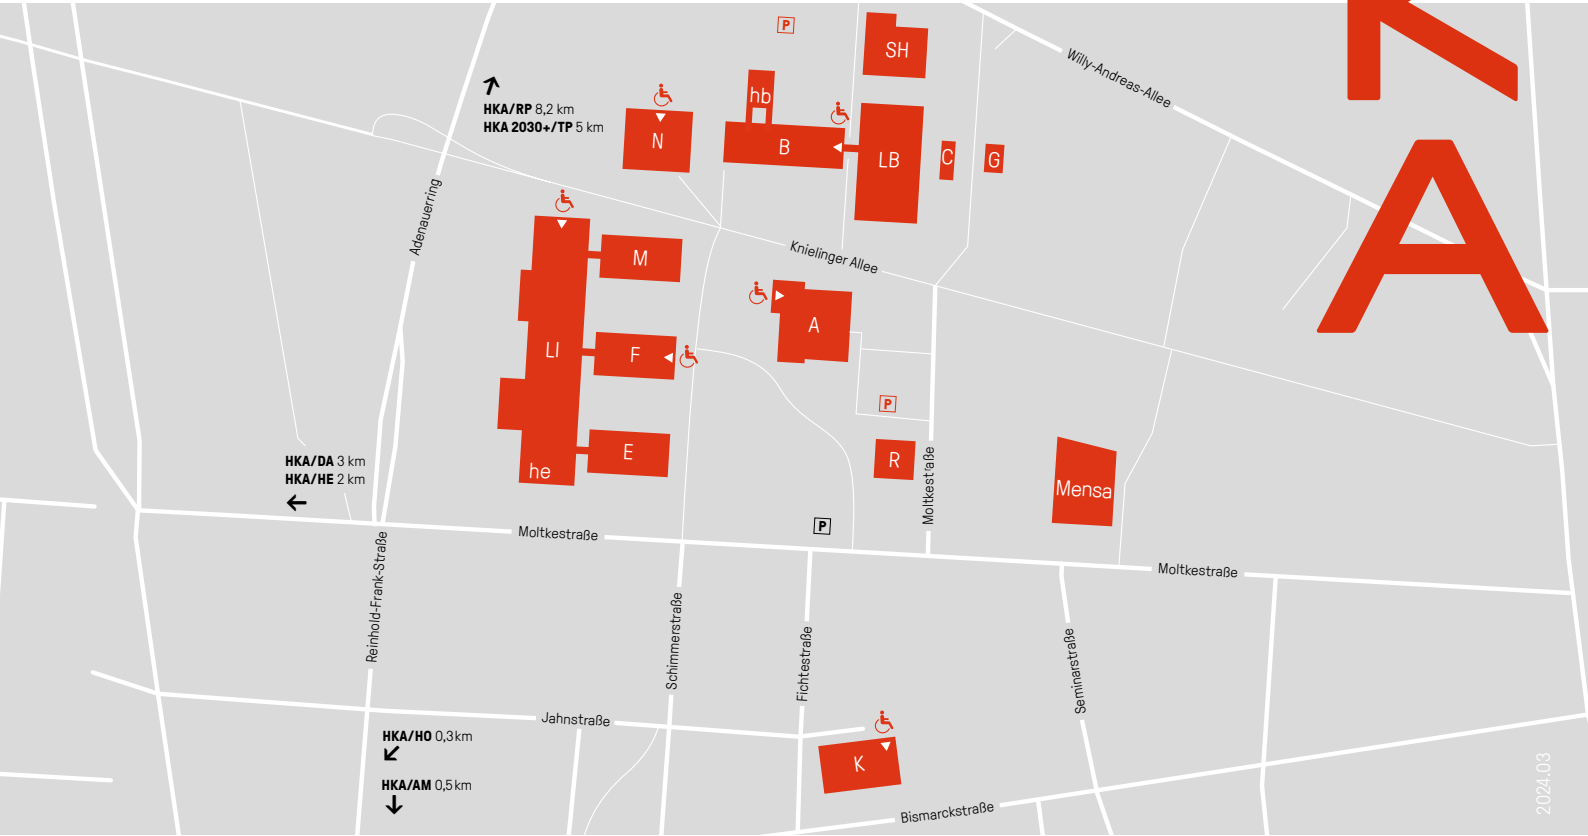 P
SH
Willy-Andreas-Allee
HKA/RP 8,2 km
HKA 2030+/TP 5 km
hb
N
B
LB
C
G
A
Adenauerring
M
Knielinger Allee
A
LI
F
P
he
E
R
Moltkestraße
Mensa
HKA/DA 3 km
HKA/HE 2 km
P
Moltkestraße
Moltkestraße
Reinhold-Frank-Straße
Schimmerstraße
Fichtestraße
Seminarstraße
Jahnstraße
HKA/HO 0,3 km
K
HKA/AM 0,5 km
Bismarckstraße
2024.03